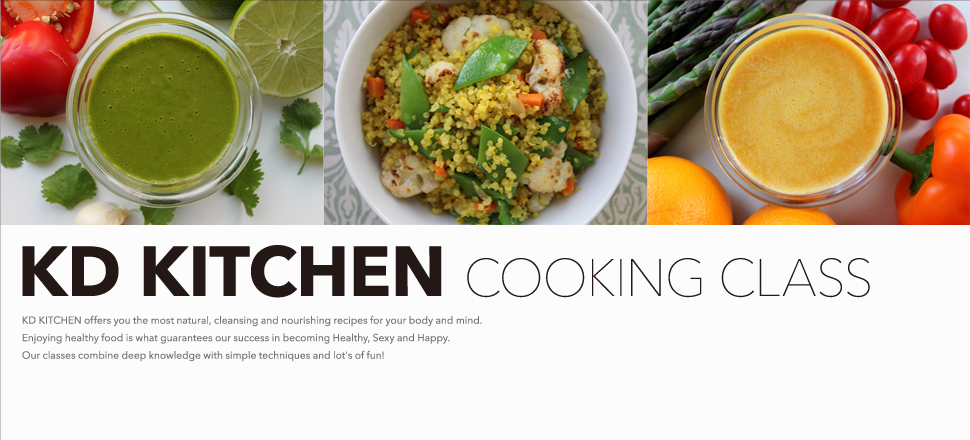 KD KITCHEN COOKING CLASS
KD KITCHEN offers you the most natural, cleansing and nourishing recipes for your body and mind.
Enjoying healthy food is what guarantees our success in becoming Healthy, Sexy and Happy.
Our classes combine deep knowledge with simple techniques and lot's of fun!